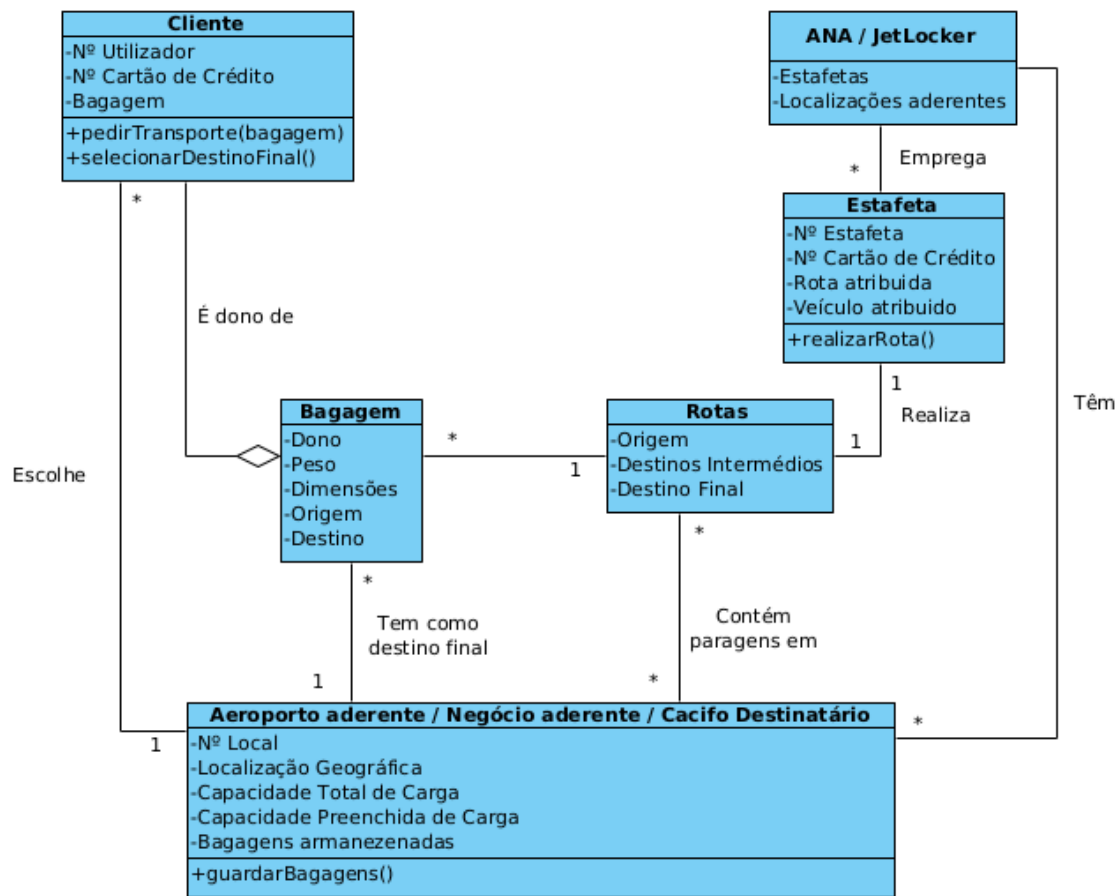 Cliente
-Nº Utilizador
-Nº Cartão de Crédito
-Bagagem
+pedirTransporte(bagagem)
+selecionarDestinoFinal()
*
ANA / JetLocker
-Estafetas
-Localizações aderentes
Emprega
*
Estafeta
-Nº Estafeta
-Nº Cartão de Crédito
-Rota atribuida
-Veículo atribuido
+realizarRota()
1
Realiza
1
Têm
É dono de
Escolhe
Bagagem
-Dono
-Peso
-Dimensões
-Origem
-Destino
*
1
Rotas
-Origem
-Destinos Intermédios
-Destino Final
*
Tem como
destino final
1
*
Contém
paragens em
*
*
1
Aeroporto aderente / Negócio aderente / Cacifo Destinatário
-Nº Local
-Localização Geográfica
-Capacidade Total de Carga
-Capacidade Preenchida de Carga
-Bagagens armanezenadas
+guardarBagagens()